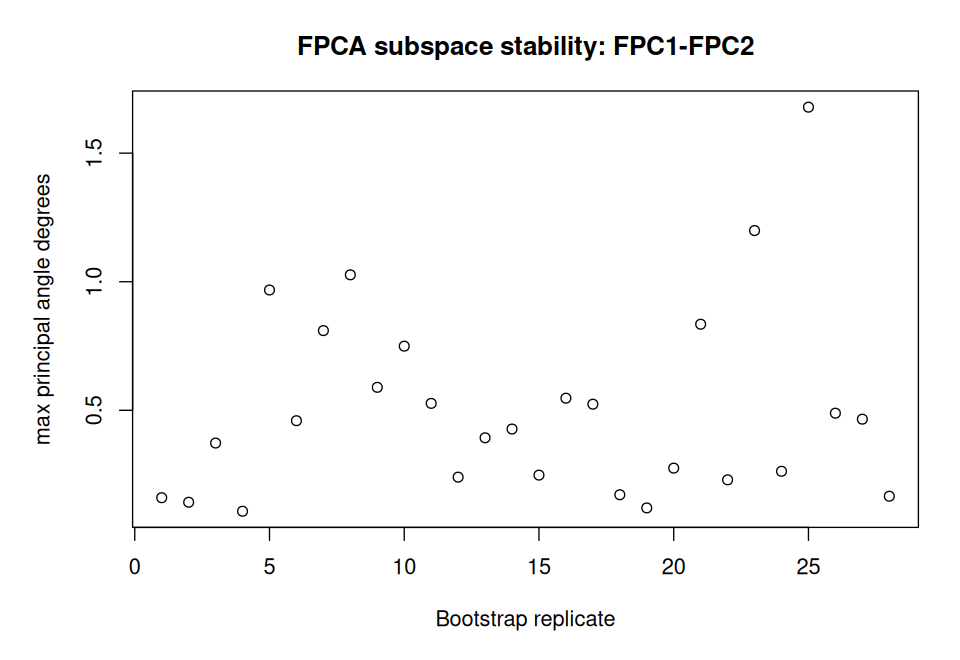 FPCA subspace stability: FPC1-FPC2
max principal angle degrees
1.5
1.0
0.5
0 5 10 15 20 25
Bootstrap replicate